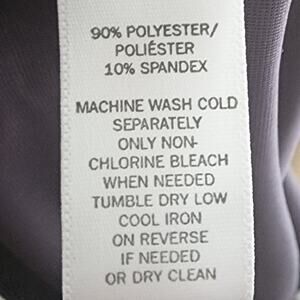 90% POLYESTER/
POLIÉSTER
10% SPANDEX
MACHINE WASH COLD
SEPARATELY
ONLY NON-
CHLORINE BLEACH
WHEN NEEDED
TUMBLE DRY LOW
COOL IRON
ON REVERSE
IF NEEDED
OR DRY CLEAN